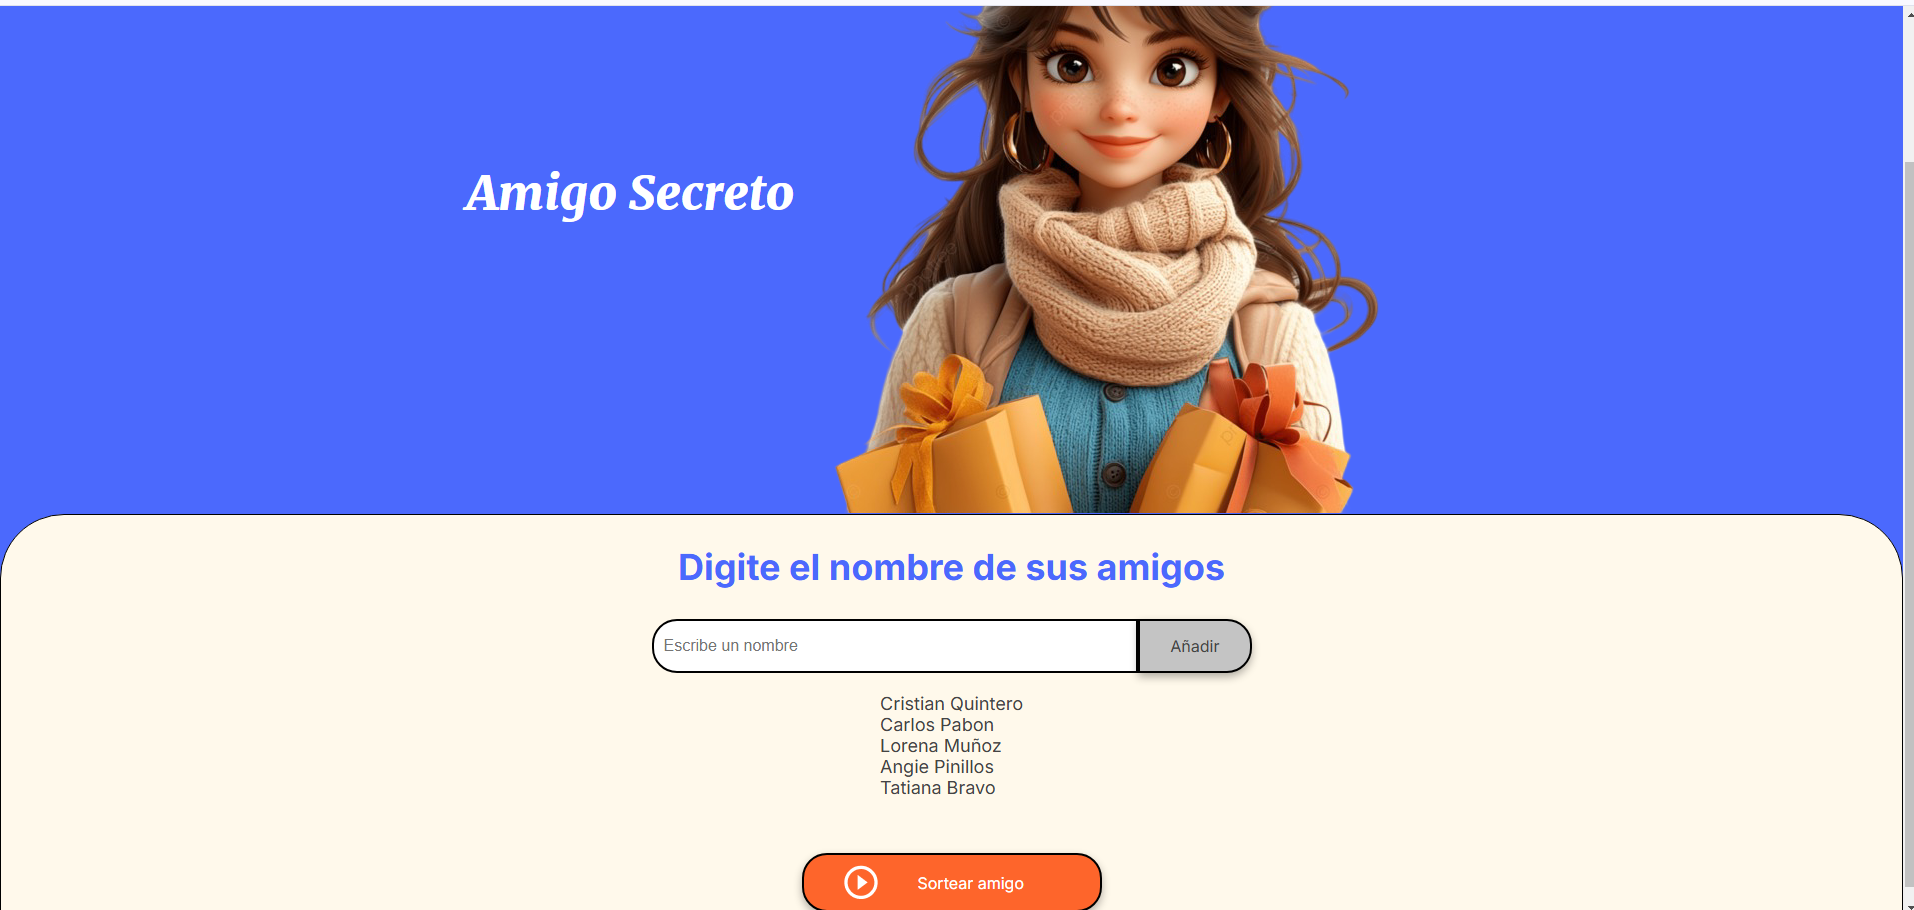 Amigo Secreto
Digite el nombre de sus amigos
Escribe un nombre
Añadir
Cristian Quintero
Carlos Pabon
Lorena Muñoz
Angie Pinillos
Tatiana Bravo
Sortear amigo